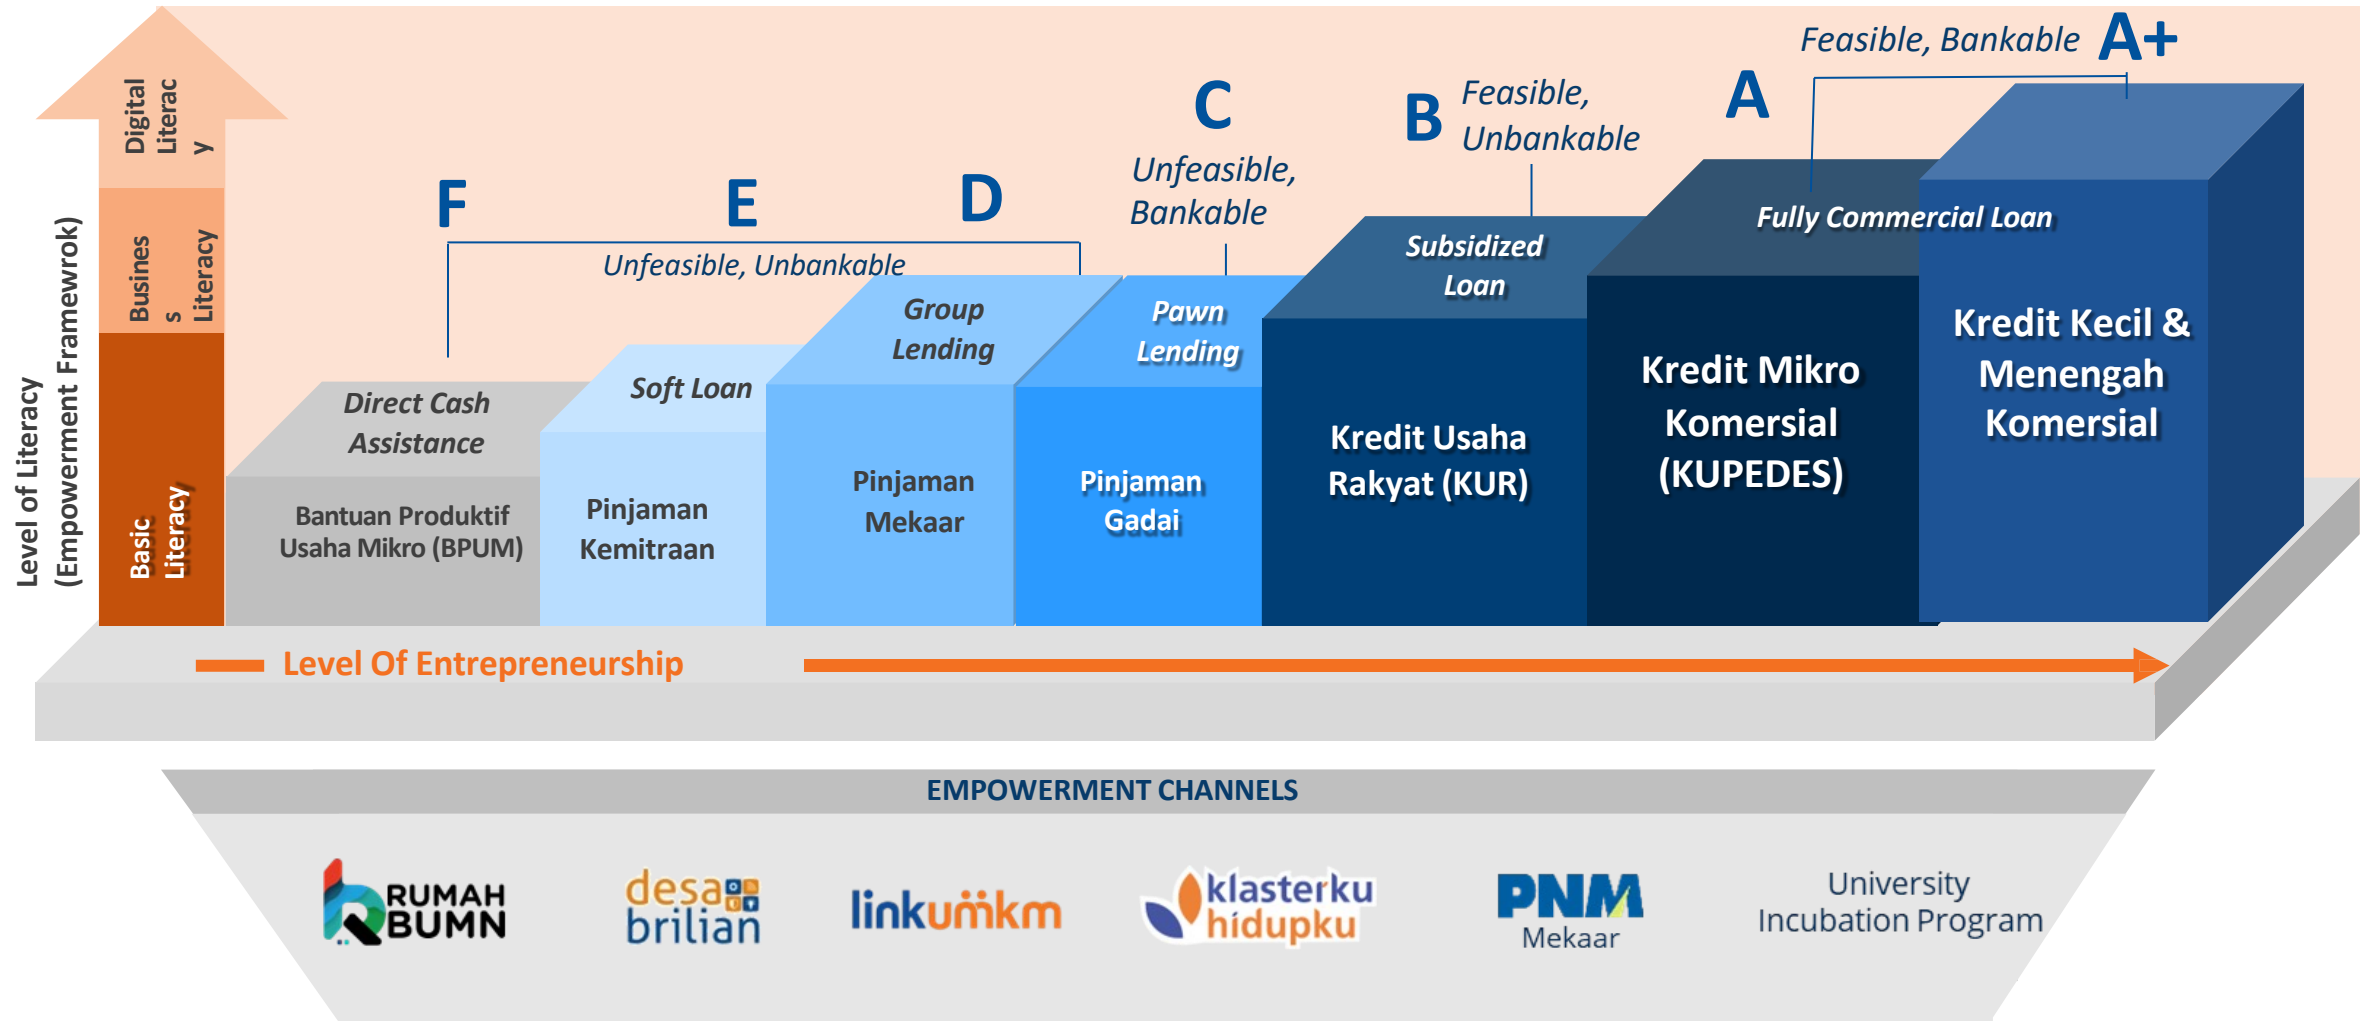 Feasible, Bankable
A+
A
Feasible,
Unbankable
B
C
Unfeasible,
Bankable
D
E
F
Unfeasible, Unbankable
Digital
Literac
y
Busines
s
Literacy
Basic
Literacy
Level of Literacy
(Empowerment Framewrok)
Direct Cash
Assistance
Soft Loan
Group
Lending
Pawn
Lending
Subsidized
Loan
Fully Commercial Loan
Bantuan Produktif
Usaha Mikro (BPUM)
Pinjaman
Kemitraan
Pinjaman
Mekaar
Pinjaman
Gadai
Kredit Usaha
Rakyat (KUR)
Kredit Mikro
Komersial
(KUPEDES)
Kredit Kecil &
Menengah
Komersial
Level Of Entrepreneurship
EMPOWERMENT CHANNELS
RUMAH
BUMN
desa
brilian
linkumkm
klasterku
hidupku
PNM
Mekaar
University
Incubation Program